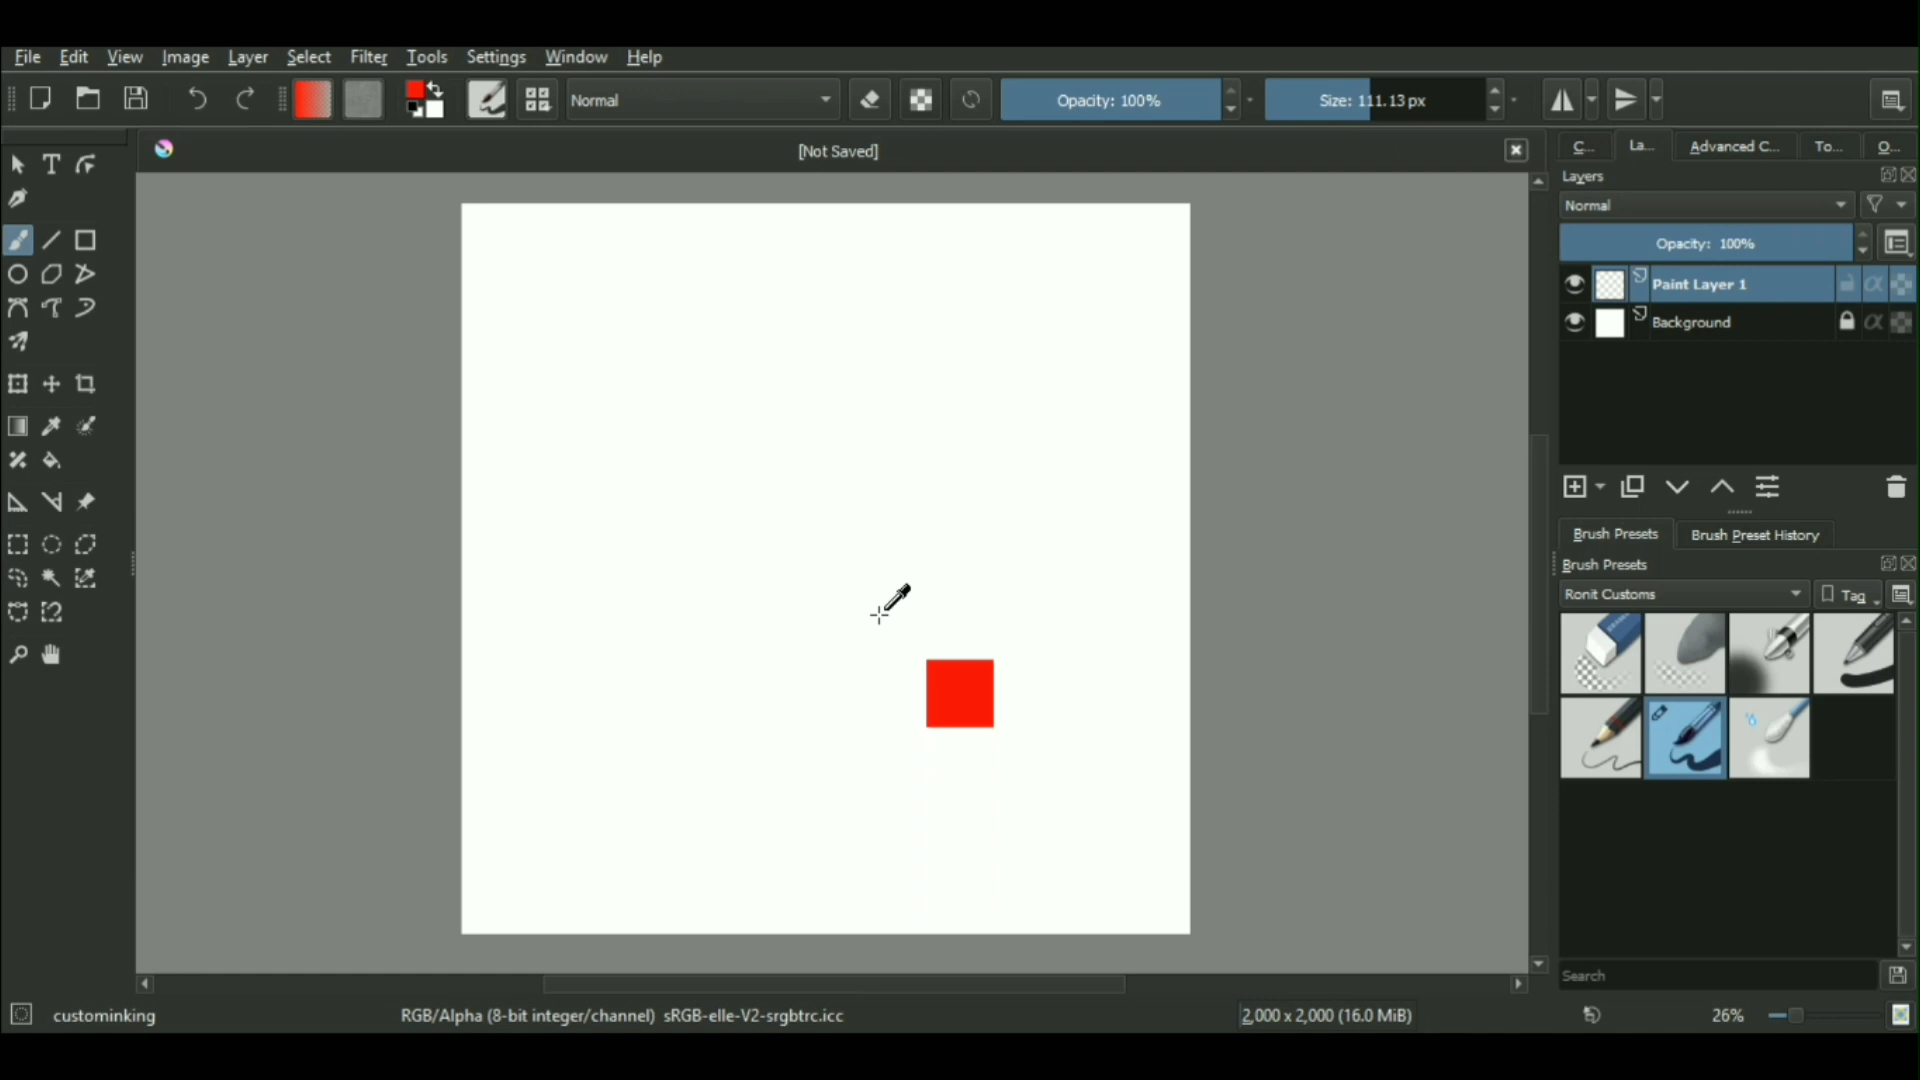 File Edit View Image Layer Select Filter Tools Settings Window Help
Normal Opacity: 100% Size: 111.13 px
[Not Saved]
C... La... Advanced C... To... O...
Layers
Normal
Opacity: 100%
Paint Layer 1
Background
Brush Presets Brush Preset History
Brush Presets
Ronit Customs Tag
Search
customінking RGB/Alpha (8-bit integer/channel) sRGB-elle-V2-srgbtrc.icc 2,000 x 2,000 (16.0 MiB) 26%